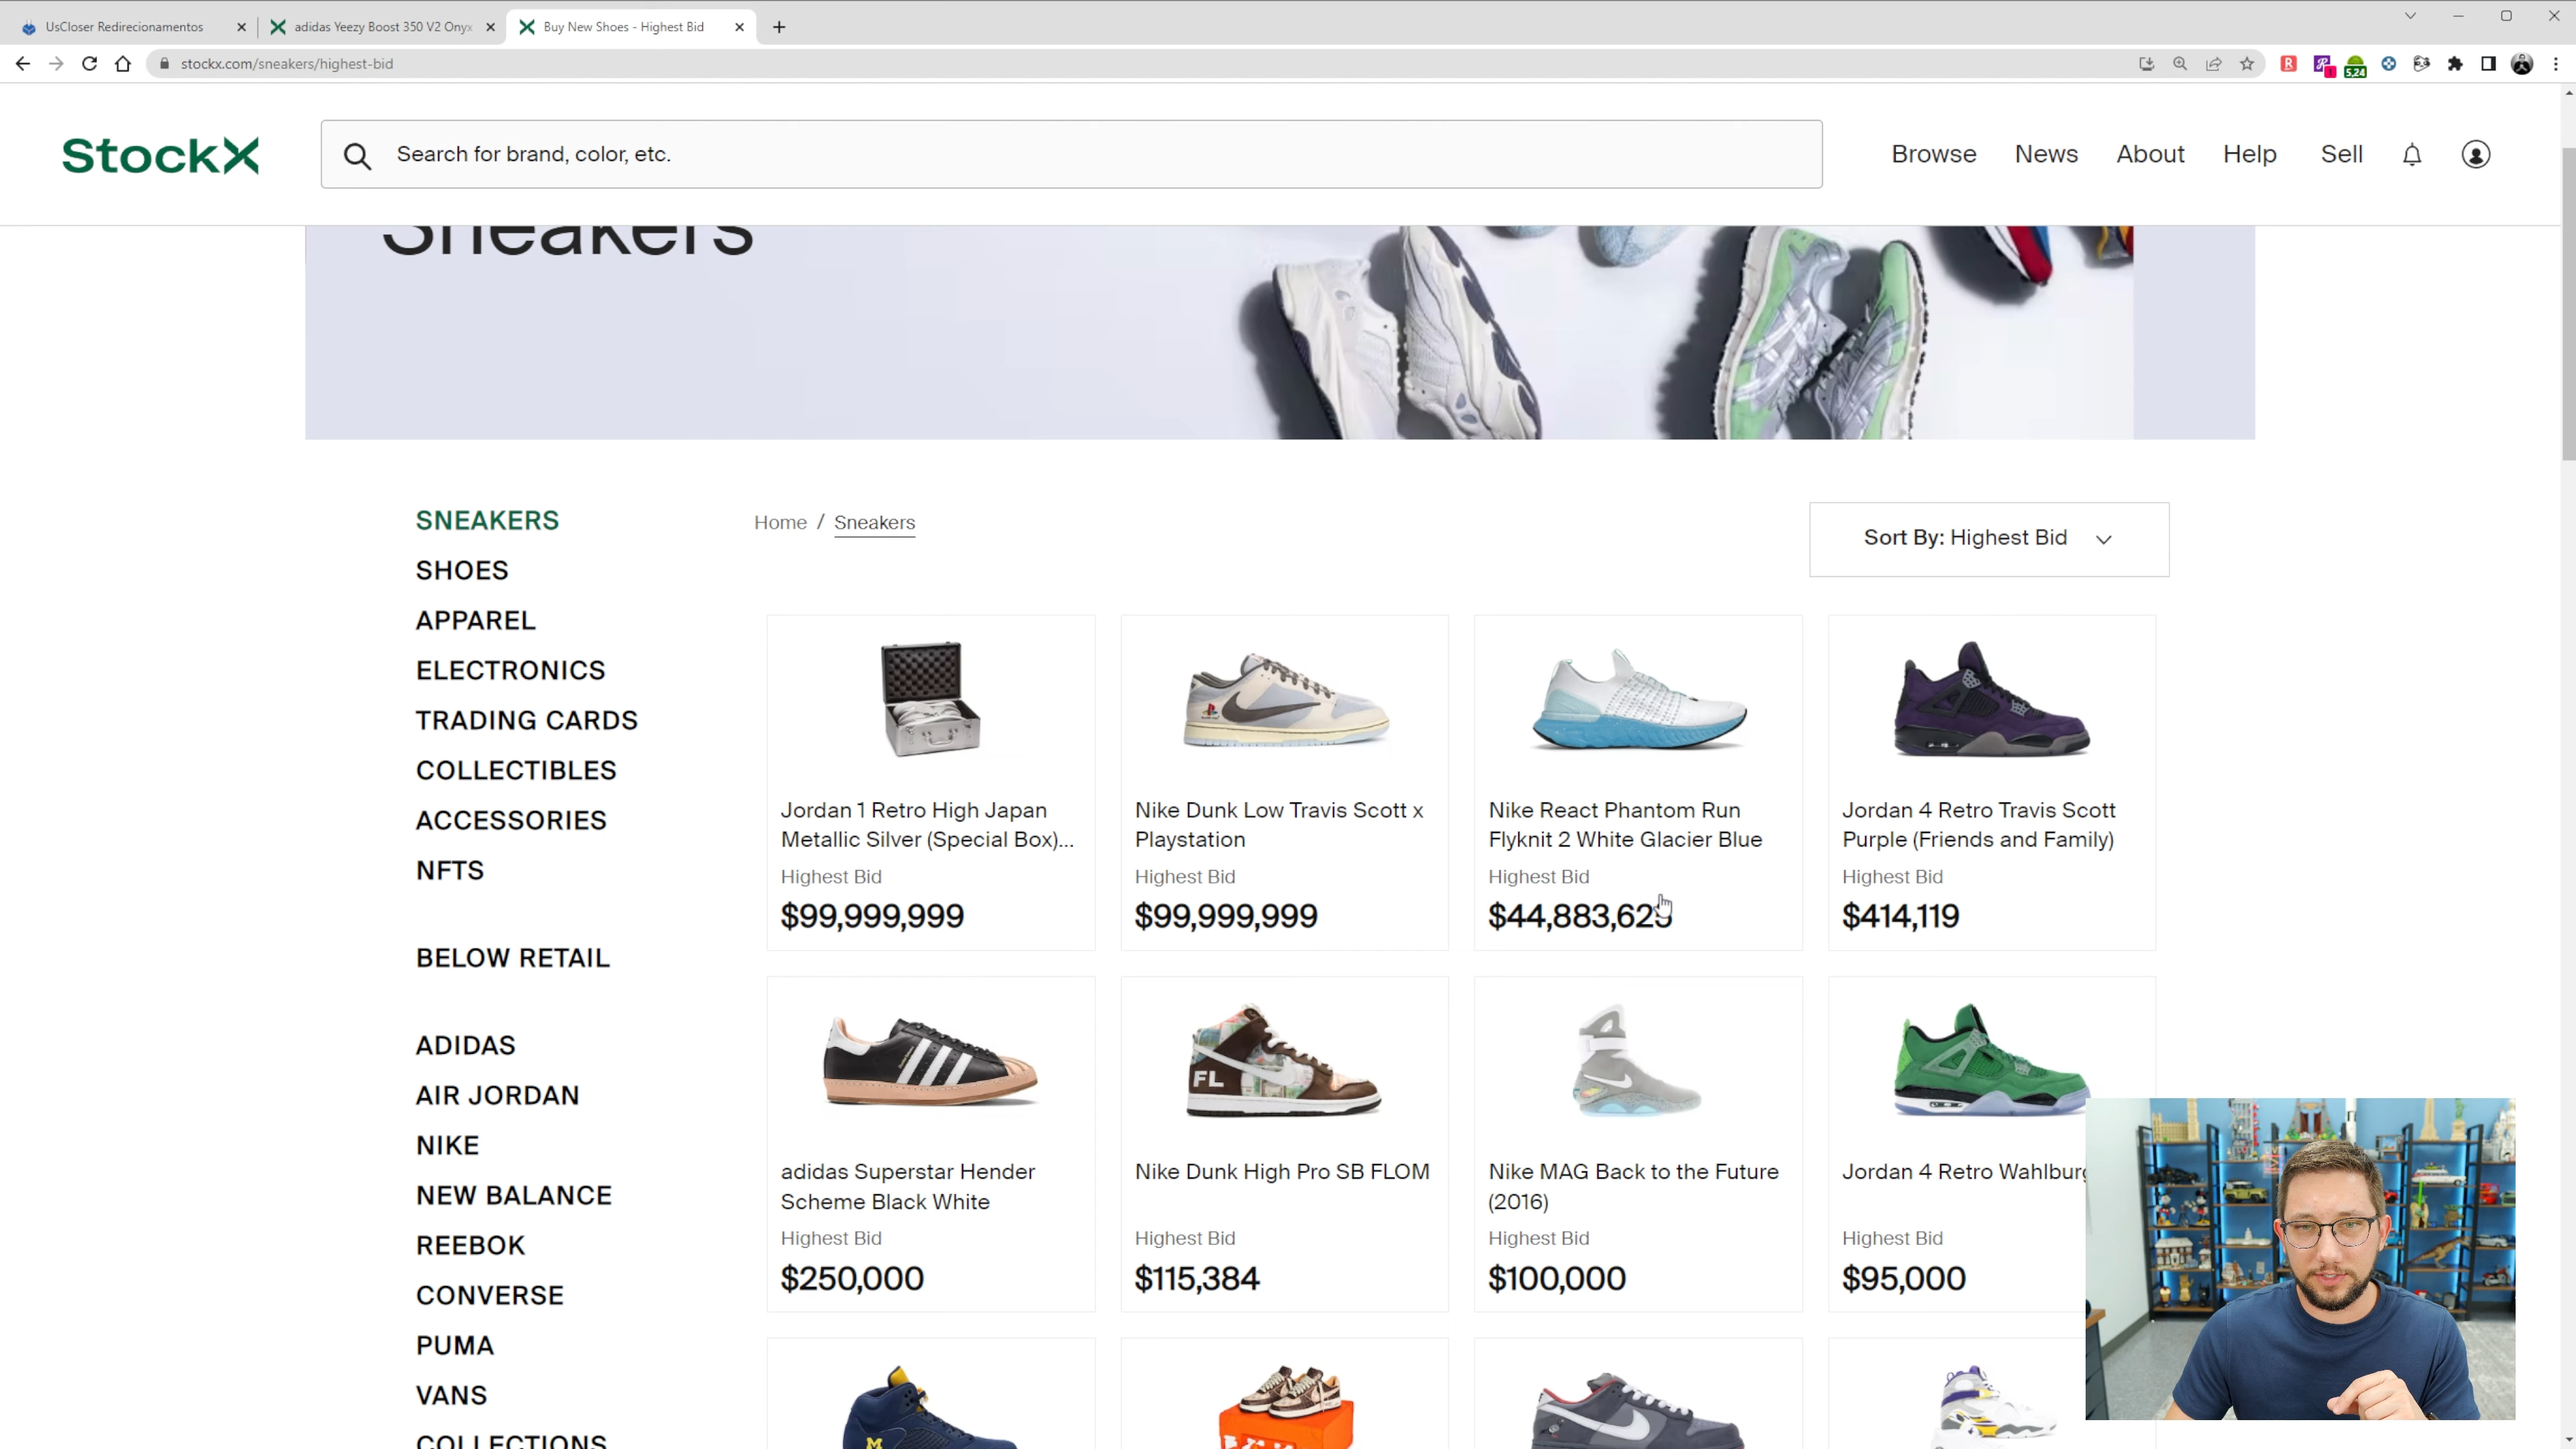 UsCloser Redirecionamentos
adidas Yeezy Boost 350 V2 Onyx
Buy New Shoes - Highest Bid
stockx.com/sneakers/highest-bid
5,24
StockX
Search for brand, color, etc.
Browse
News
About
Help
Sell
Sneakers
SNEAKERS
SHOES
APPAREL
ELECTRONICS
TRADING CARDS
COLLECTIBLES
ACCESSORIES
NFTS
BELOW RETAIL
ADIDAS
AIR JORDAN
NIKE
NEW BALANCE
REEBOK
CONVERSE
PUMA
VANS
COLLECTIONS
Home / Sneakers
Sort By: Highest Bid
Jordan 1 Retro High Japan
Metallic Silver (Special Box)...
Highest Bid
$99,999,999
Nike Dunk Low Travis Scott x
Playstation
Highest Bid
$99,999,999
Nike React Phantom Run
Flyknit 2 White Glacier Blue
Highest Bid
Jordan 4 Retro Travis Scott
Purple (Friends and Family)
Highest Bid
$414,119
adidas Superstar Hender
Scheme Black White
Highest Bid
$250,000
FL
Nike Dunk High Pro SB FLOM
Highest Bid
$115,384
Nike MAG Back to the Future
(2016)
Highest Bid
$100,000
Jordan 4 Retro Wahlburg
Highest Bid
$95,000
M